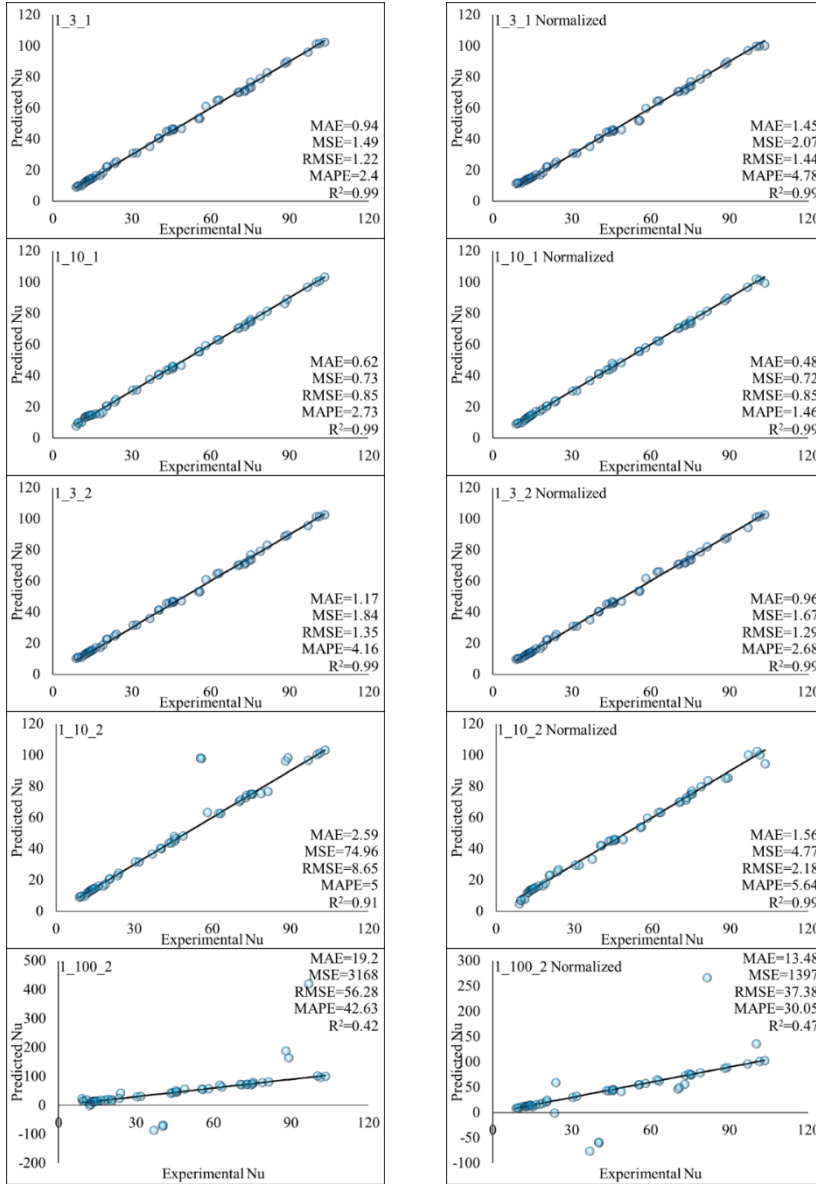 1_3_1
Predicted Nu
120
100
80
60
40
20
0
MAE=0.94
MSE=1.49
RMSE=1.22
MAPE=2.4
R²=0.99
0 30 60 90 120
Experimental Nu
1_3_1 Normalized
Predicted Nu
120
100
80
60
40
20
0
MAE=1.45
MSE=2.07
RMSE=1.44
MAPE=4.78
R²=0.99
0 30 60 90 120
Experimental Nu
1_10_1
Predicted Nu
120
100
80
60
40
20
0
MAE=0.62
MSE=0.73
RMSE=0.85
MAPE=2.73
R²=0.99
0 30 60 90 120
Experimental Nu
1_10_1 Normalized
Predicted Nu
120
100
80
60
40
20
0
MAE=0.48
MSE=0.72
RMSE=0.85
MAPE=1.46
R²=0.99
0 30 60 90 120
Experimental Nu
1_3_2
Predicted Nu
120
100
80
60
40
20
0
MAE=1.17
MSE=1.84
RMSE=1.35
MAPE=4.16
R²=0.99
0 30 60 90 120
Experimental Nu
1_3_2 Normalized
Predicted Nu
120
100
80
60
40
20
0
MAE=0.96
MSE=1.67
RMSE=1.29
MAPE=2.68
R²=0.99
0 30 60 90 120
Experimental Nu
1_10_2
Predicted Nu
120
100
80
60
40
20
0
MAE=2.59
MSE=74.96
RMSE=8.65
MAPE=5
R²=0.91
0 30 60 90 120
Experimental Nu
1_10_2 Normalized
Predicted Nu
120
100
80
60
40
20
0
MAE=1.56
MSE=4.77
RMSE=2.18
MAPE=5.64
R²=0.99
0 30 60 90 120
Experimental Nu
1_100_2
Predicted Nu
500
400
300
200
100
0
-100
-200
MAE=19.2
MSE=3168
RMSE=56.28
MAPE=42.63
R²=0.42
0 30 60 90 120
Experimental Nu
1_100_2 Normalized
Predicted Nu
300
250
200
150
100
50
0
-50
-100
MAE=13.48
MSE=1397
RMSE=37.38
MAPE=30.05
R²=0.47
0 30 60 90 120
Experimental Nu